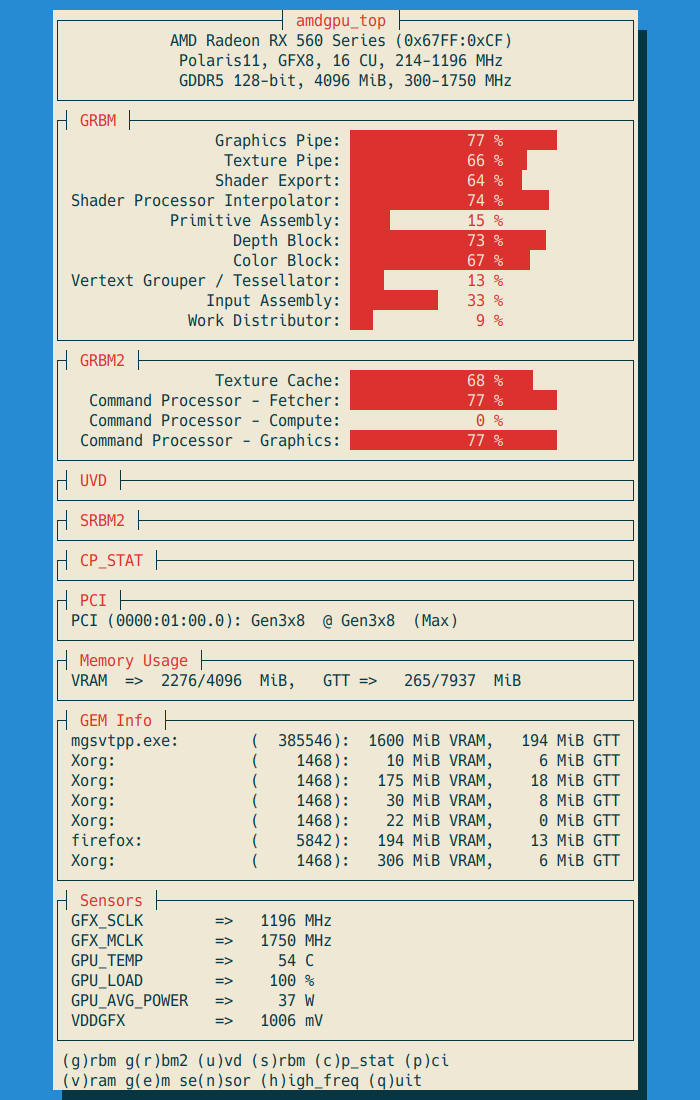 amdgpu_top
AMD Radeon RX 560 Series (0x67FF:0xCF)
Polaris11, GFX8, 16 CU, 214-1196 MHz
GDDR5 128-bit, 4096 MiB, 300-1750 MHz
GRBM
Graphics Pipe: 77 %
Texture Pipe: 66 %
Shader Export: 64 %
Shader Processor Interpolator: 74 %
Primitive Assembly: 15 %
Depth Block: 73 %
Color Block: 67 %
Vertext Grouper / Tessellator: 13 %
Input Assembly: 33 %
Work Distributor: 9 %
GRBM2
Texture Cache: 68 %
Command Processor - Fetcher: 77 %
Command Processor - Compute: 0 %
Command Processor - Graphics: 77 %
UVD
SRBM2
CP_STAT
PCI
PCI (0000:01:00.0): Gen3x8 @ Gen3x8 (Max)
Memory Usage
VRAM => 2276/4096 MiB, GTT => 265/7937 MiB
GEM Info
mgsvtpp.exe: ( 385546): 1600 MiB VRAM, 194 MiB GTT
Xorg: ( 1468): 10 MiB VRAM, 6 MiB GTT
Xorg: ( 1468): 175 MiB VRAM, 18 MiB GTT
Xorg: ( 1468): 30 MiB VRAM, 8 MiB GTT
Xorg: ( 1468): 22 MiB VRAM, 0 MiB GTT
firefox: ( 5842): 194 MiB VRAM, 13 MiB GTT
Xorg: ( 1468): 306 MiB VRAM, 6 MiB GTT
Sensors
GFX_SCLK => 1196 MHz
GFX_MCLK => 1750 MHz
GPU_TEMP => 54 C
GPU_LOAD => 100 %
GPU_AVG_POWER => 37 W
VDDGFX => 1006 mV
(g)rbm g(r)bm2 (u)vd (s)rbm (c)p_stat (p)ci
(v)ram g(e)m se(n)sor (h)igh_freq (q)uit